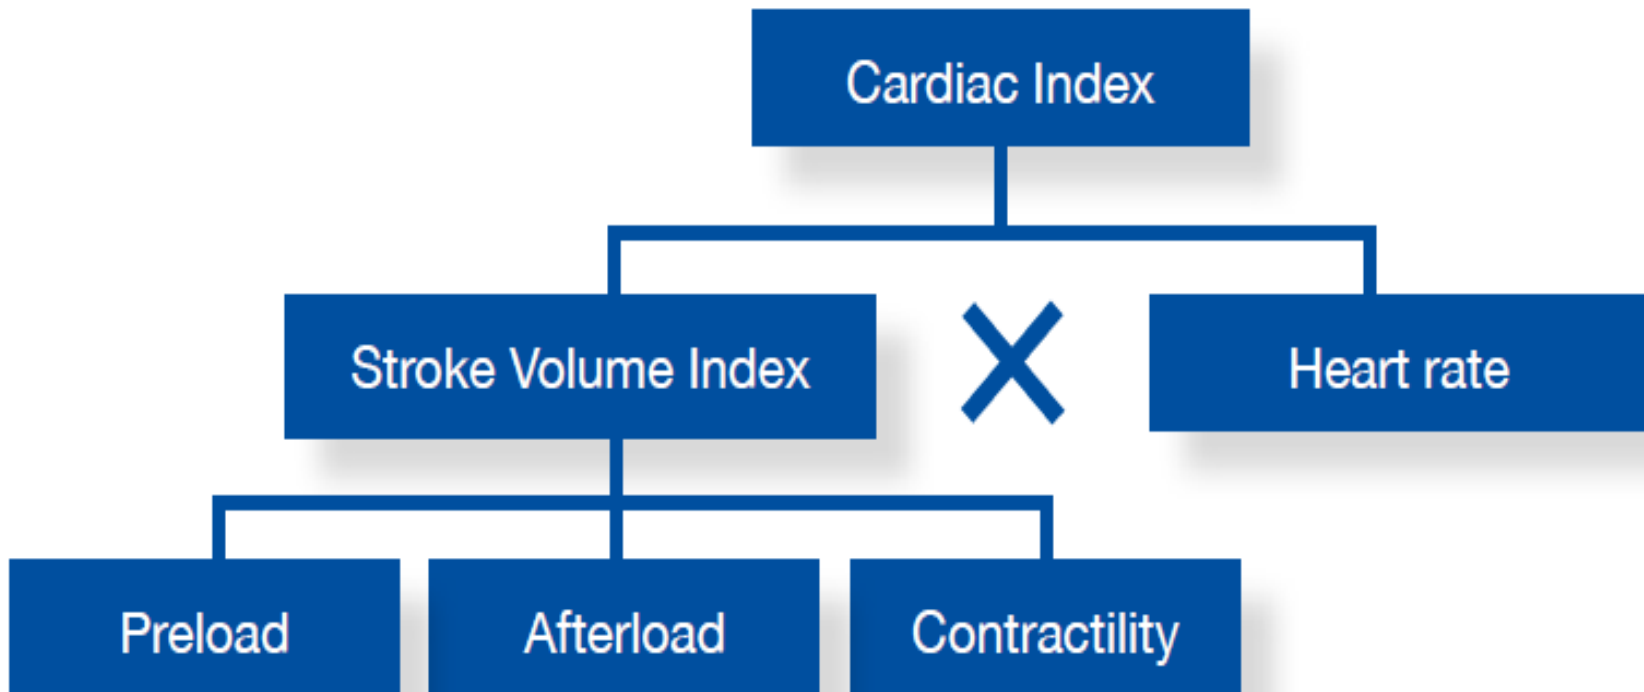 Cardiac Index
Stroke Volume Index
Heart rate
Preload
Afterload
Contractility